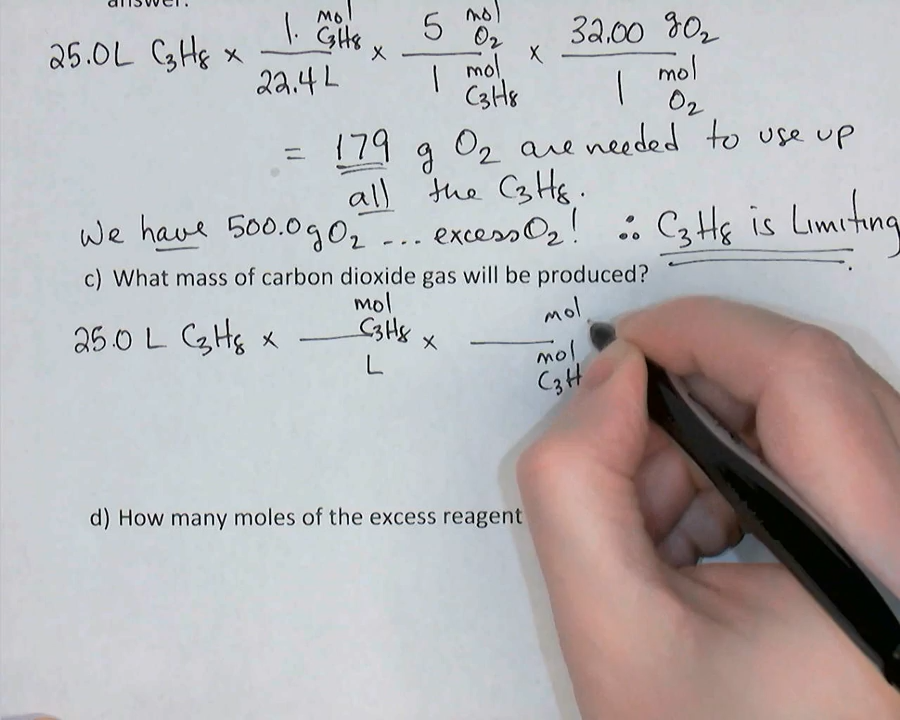 answer.
25.0L C3H8 × 1. mol C3H8 / 22.4 L × 5 mol O2 / 1 mol C3H8 × 32.00 g O2 / 1 mol O2
= 179 g O2 are needed to use up
all the C3H8.
We have 500.0g O2 ... excess O2! ∴ C3H8 is Limiting.
c) What mass of carbon dioxide gas will be produced?
25.0 L C3H8 × mol C3H8 / L × mol / mol C3H
d) How many moles of the excess reagent